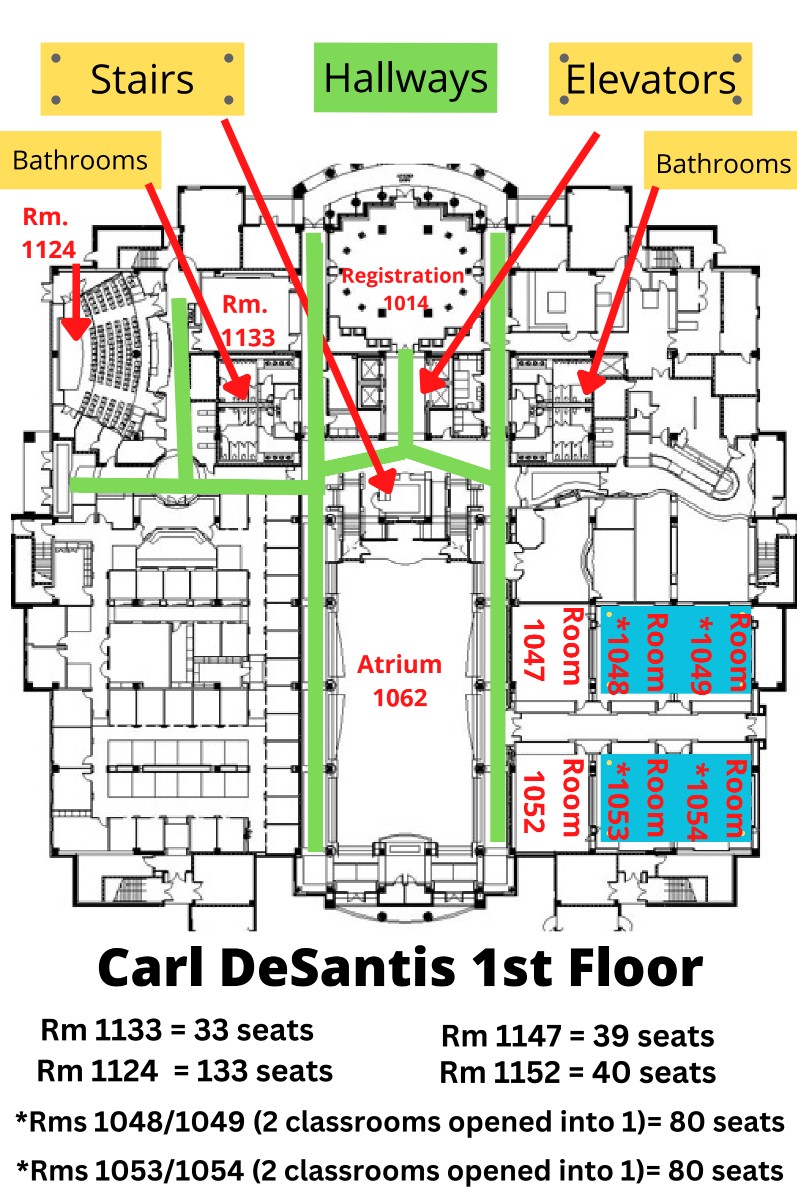 Stairs
Hallways
Elevators
Bathrooms
Bathrooms
Rm.
1124
Registration
1014
Rm.
1133
Atrium
1062
Room
1047
Room
*1048
Room
*1049
Room
1052
Room
*1053
Room
*1054
Carl DeSantis 1st Floor
Rm 1133 = 33 seats
Rm 1147 = 39 seats
Rm 1124 = 133 seats
Rm 1152 = 40 seats
*Rms 1048/1049 (2 classrooms opened into 1)= 80 seats
*Rms 1053/1054 (2 classrooms opened into 1)= 80 seats